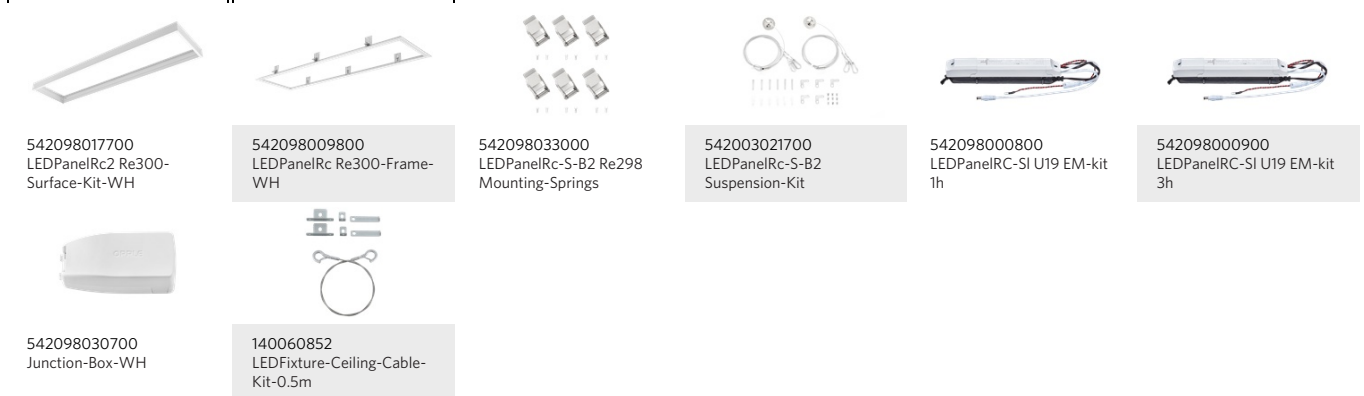 542098017700
LEDPanelRc2 Re300-
Surface-Kit-WH
542098009800
LEDPanelRc Re300-Frame-
WH
542098033000
LEDPanelRc-S-B2 Re298
Mounting-Springs
542003021700
LEDPanelRc-S-B2
Suspension-Kit
542098000800
LEDPanelRC-Sl U19 EM-kit
1h
542098000900
LEDPanelRC-Sl U19 EM-kit
3h
542098030700
Junction-Box-WH
140060852
LEDFixture-Ceiling-Cable-
Kit-0.5m